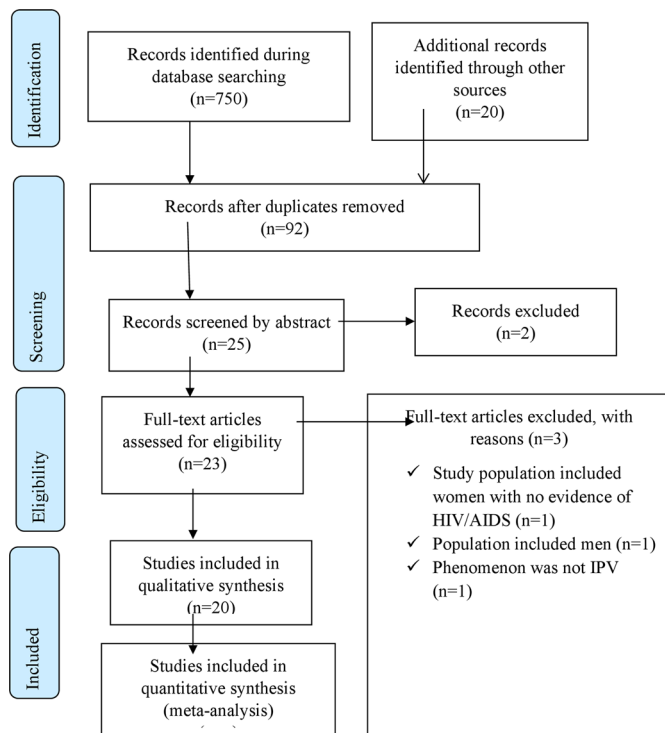 Identification
Records identified during
database searching
(n=750)
Additional records
identified through other
sources
(n=20)
Screening
Records after duplicates removed
(n=92)
Records screened by abstract
(n=25)
Records excluded
(n=2)
Eligibility
Full-text articles
assessed for eligibility
(n=23)
Full-text articles excluded, with
reasons (n=3)
✓ Study population included
women with no evidence of
HIV/AIDS (n=1)
✓ Population included men (n=1)
✓ Phenomenon was not IPV
(n=1)
Included
Studies included in
qualitative synthesis
(n=20)
Studies included in
quantitative synthesis
(meta-analysis)